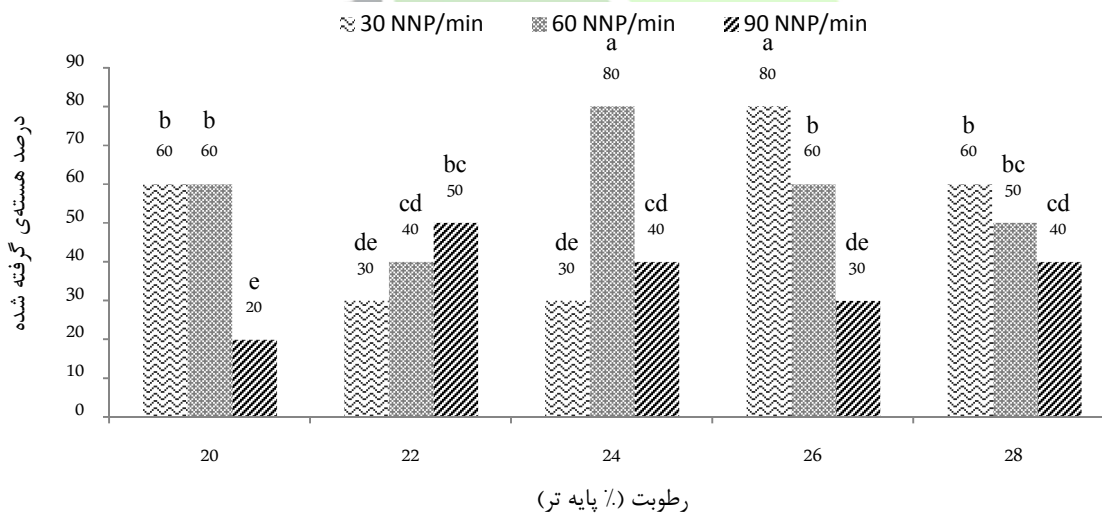 30 NNP/min 60 NNP/min 90 NNP/min
درصد هسته‌ی گرفته شده
90
80
70
60
50
40
30
20
10
0
b b e
60 60 20
de cd bc
30 40 50
de a cd
30 80 40
a b de
80 60 30
b bc cd
60 50 40
20 22 24 26 28
رطوبت (٪ پایه تر)